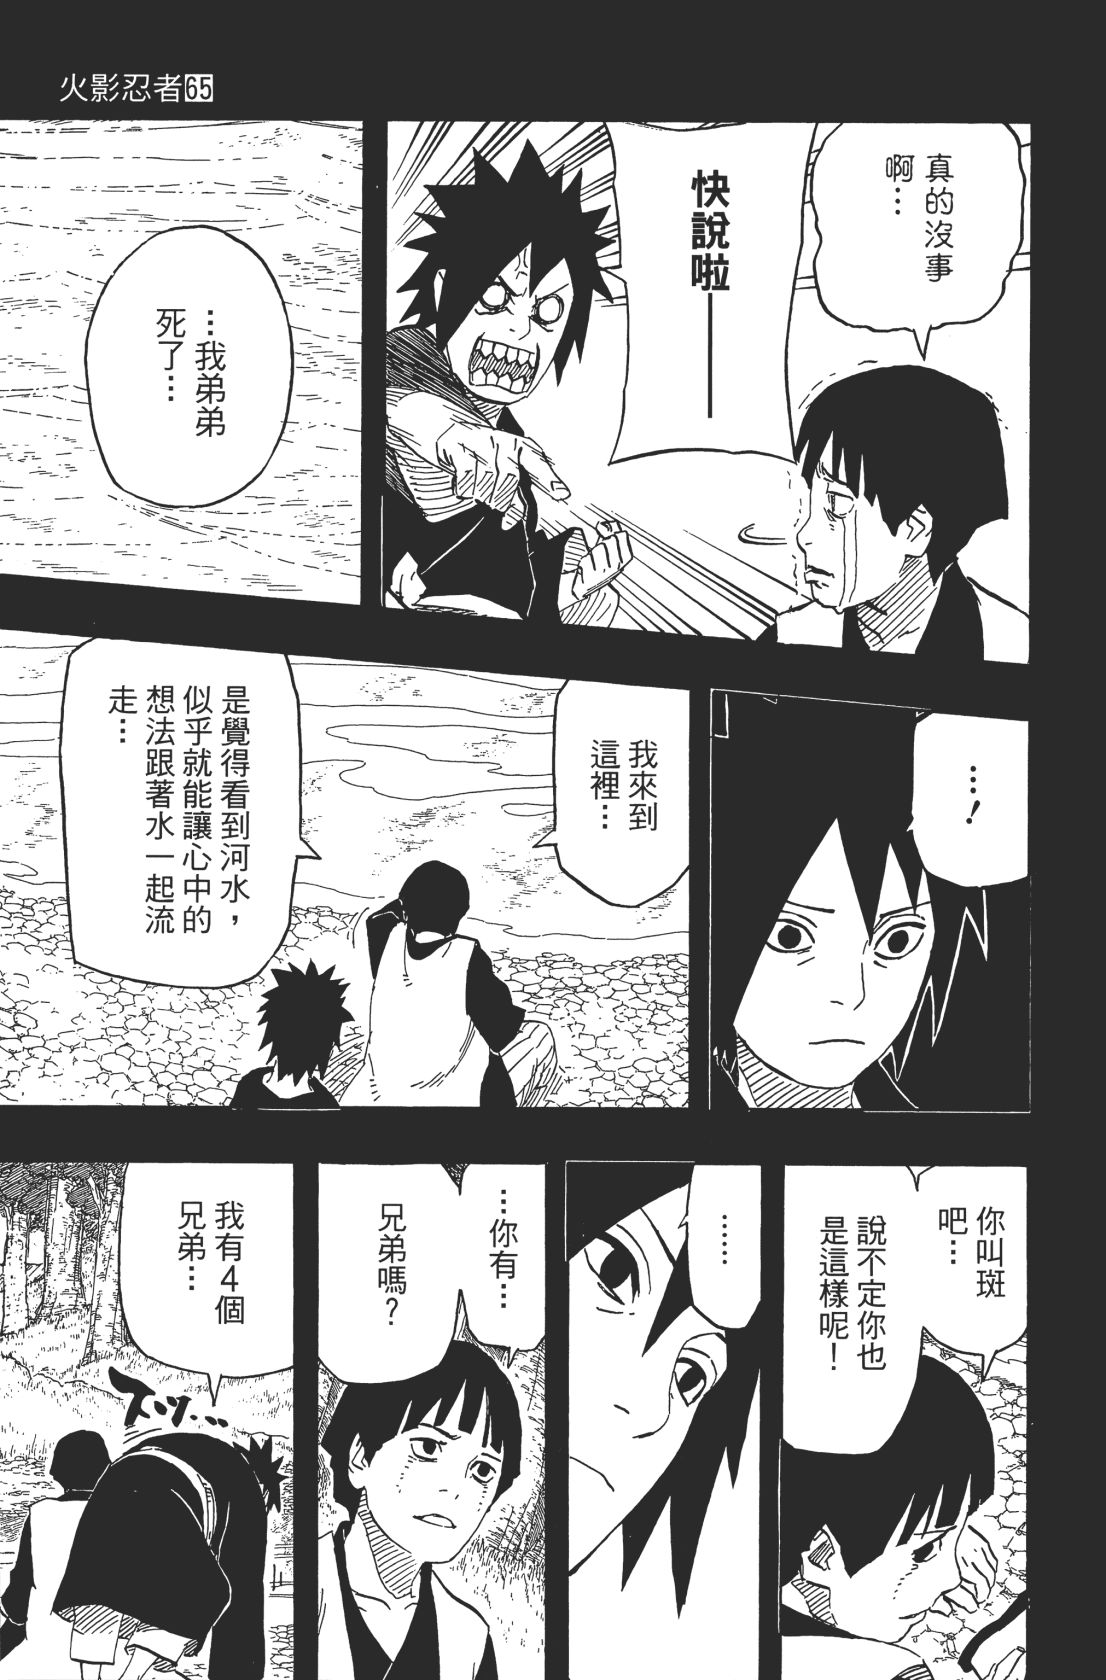 火影忍者65
真的沒事
啊…
快說啦——
…我弟弟
死了…
…！
我來到
這裡…
是覺得看到河水，
似乎就能讓心中的
想法跟著水一起流
走…
你叫斑
吧…
說不定你也
是這樣呢！
……
…你有…
兄弟嗎？
我有4個
兄弟…
スッ…